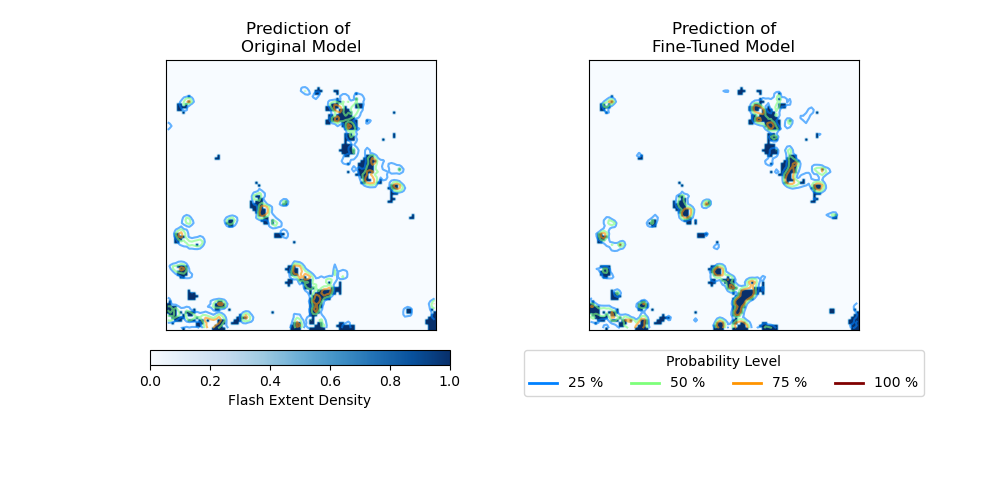 Prediction of
Original Model
Prediction of
Fine-Tuned Model
0.0 0.2 0.4 0.6 0.8 1.0
Flash Extent Density
Probability Level
25 % 50 % 75 % 100 %